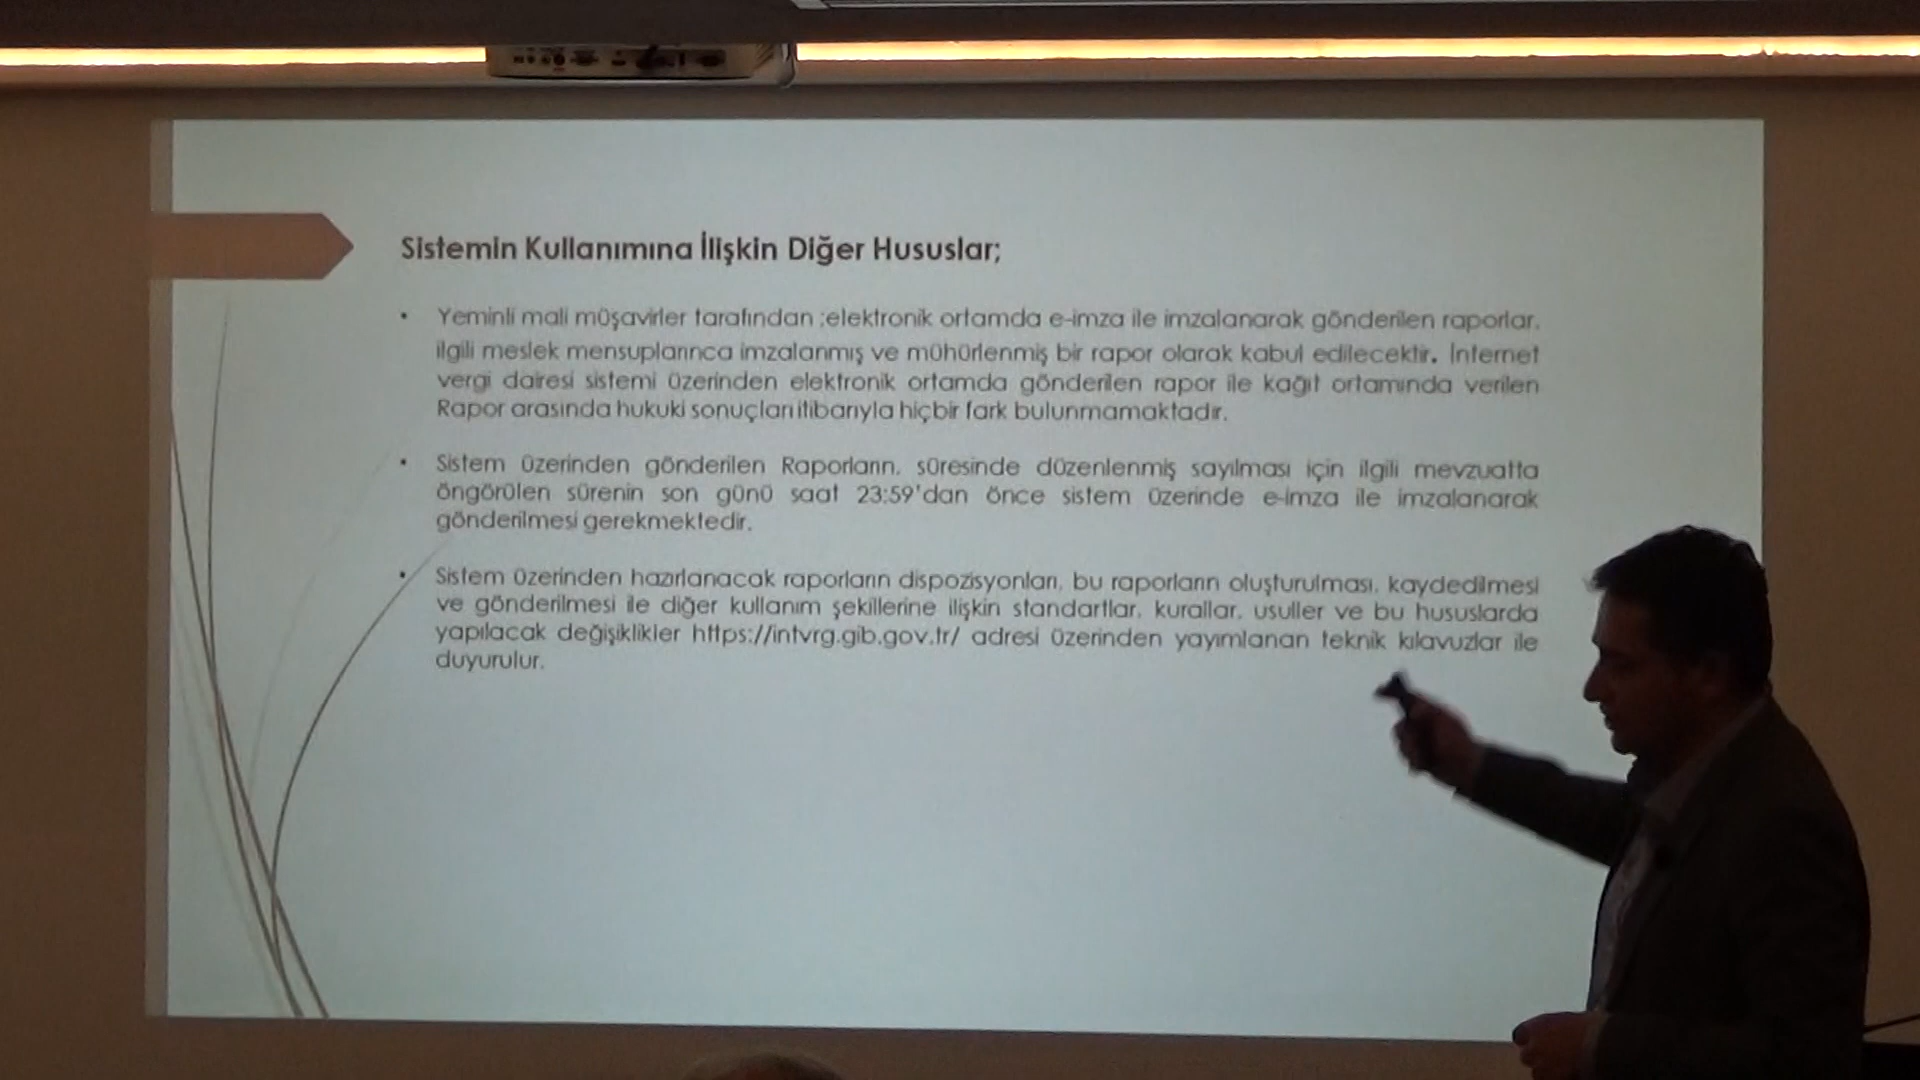 Sistemin Kullanımına İlişkin Diğer Hususlar;
• Yeminli mali müşavirler tarafından ;elektronik ortamda e-imza ile imzalanarak gönderilen raporlar,
ilgili meslek mensuplarınca imzalanmış ve mühürlenmiş bir rapor olarak kabul edilecektir. İnternet
vergi dairesi sistemi üzerinden elektronik ortamda gönderilen rapor ile kağıt ortamında verilen
Rapor arasında hukuki sonuçları itibarıyla hiçbir fark bulunmamaktadır.
• Sistem üzerinden gönderilen Raporların, süresinde düzenlenmiş sayılması için ilgili mevzuatta
öngörülen sürenin son günü saat 23:59'dan önce sistem üzerinde e-imza ile imzalanarak
gönderilmesi gerekmektedir.
• Sistem üzerinden hazırlanacak raporların dispozisyonları, bu raporların oluşturulması, kaydedilmesi
ve gönderilmesi ile diğer kullanım şekillerine ilişkin standartlar, kurallar, usuller ve bu hususlarda
yapılacak değişiklikler https://intvrg.gib.gov.tr/ adresi üzerinden yayımlanan teknik kılavuzlar ile
duyurulur.